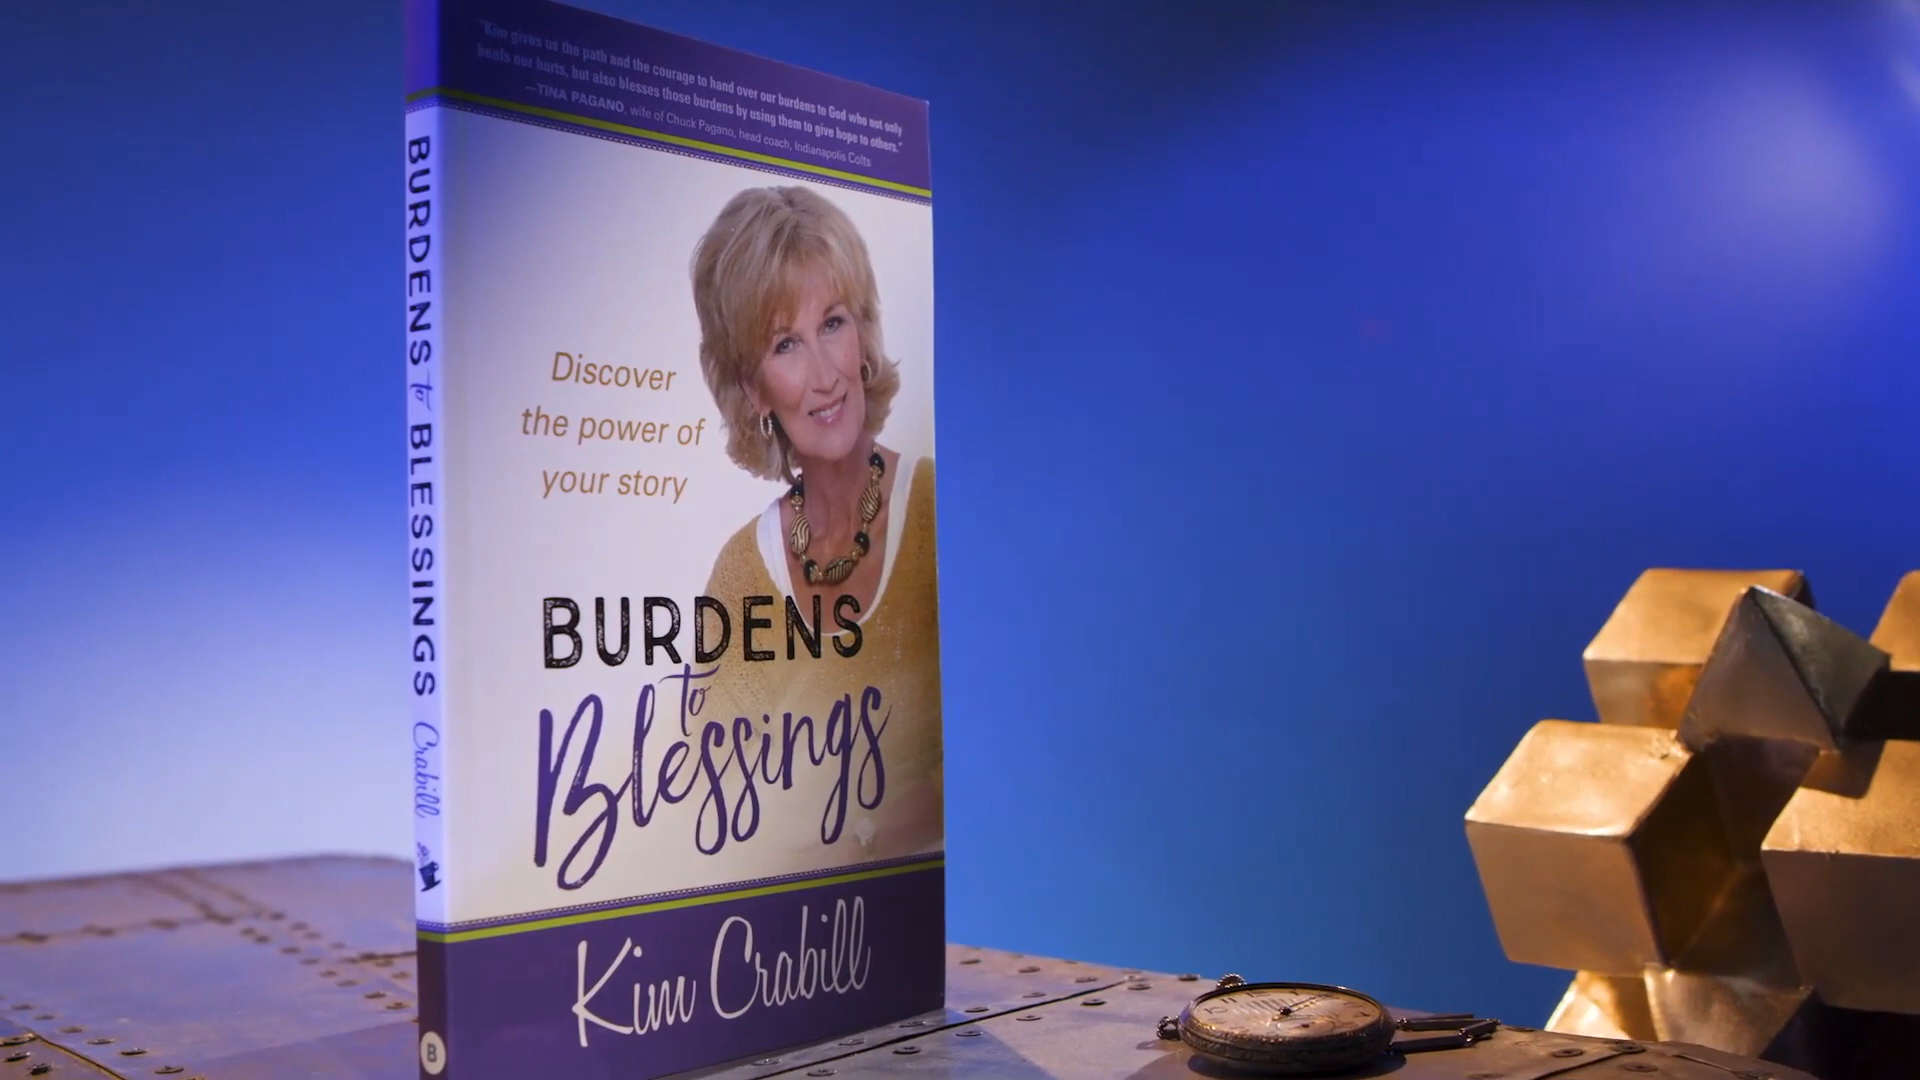 "Kim gives us the path and the courage to hand over our burdens to God who not only
heals our hurts, but also blesses those burdens by using them to give hope to others."
—TINA PAGANO, wife of Chuck Pagano, head coach, Indianapolis Colts
Discover
the power of
your story
BURDENS
to
Blessings
Kim Crabill
BURDENS to BLESSINGS Crabill
B